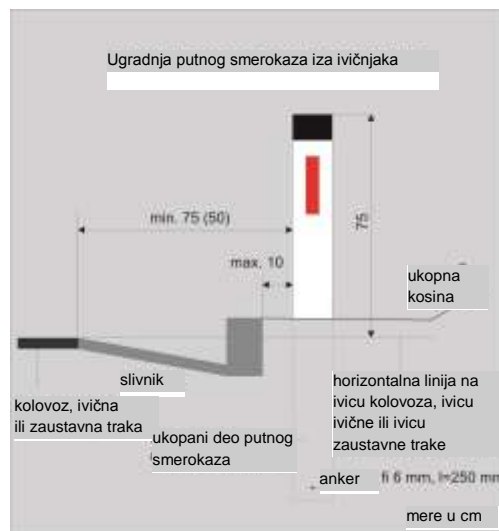 Ugradnja putnog smerokaza iza ivičnjaka
min. 75 (50)
75
max. 10
ukopna
kosina
slivnik
kolovoz, ivična
ili zaustavna traka
horizontalna linija na
ivicu kolovoza, ivicu
ivične ili ivicu
zaustavne trake
ukopani deo putnog
smerokaza
anker
fi 6 mm, l=250 mm
mere u cm